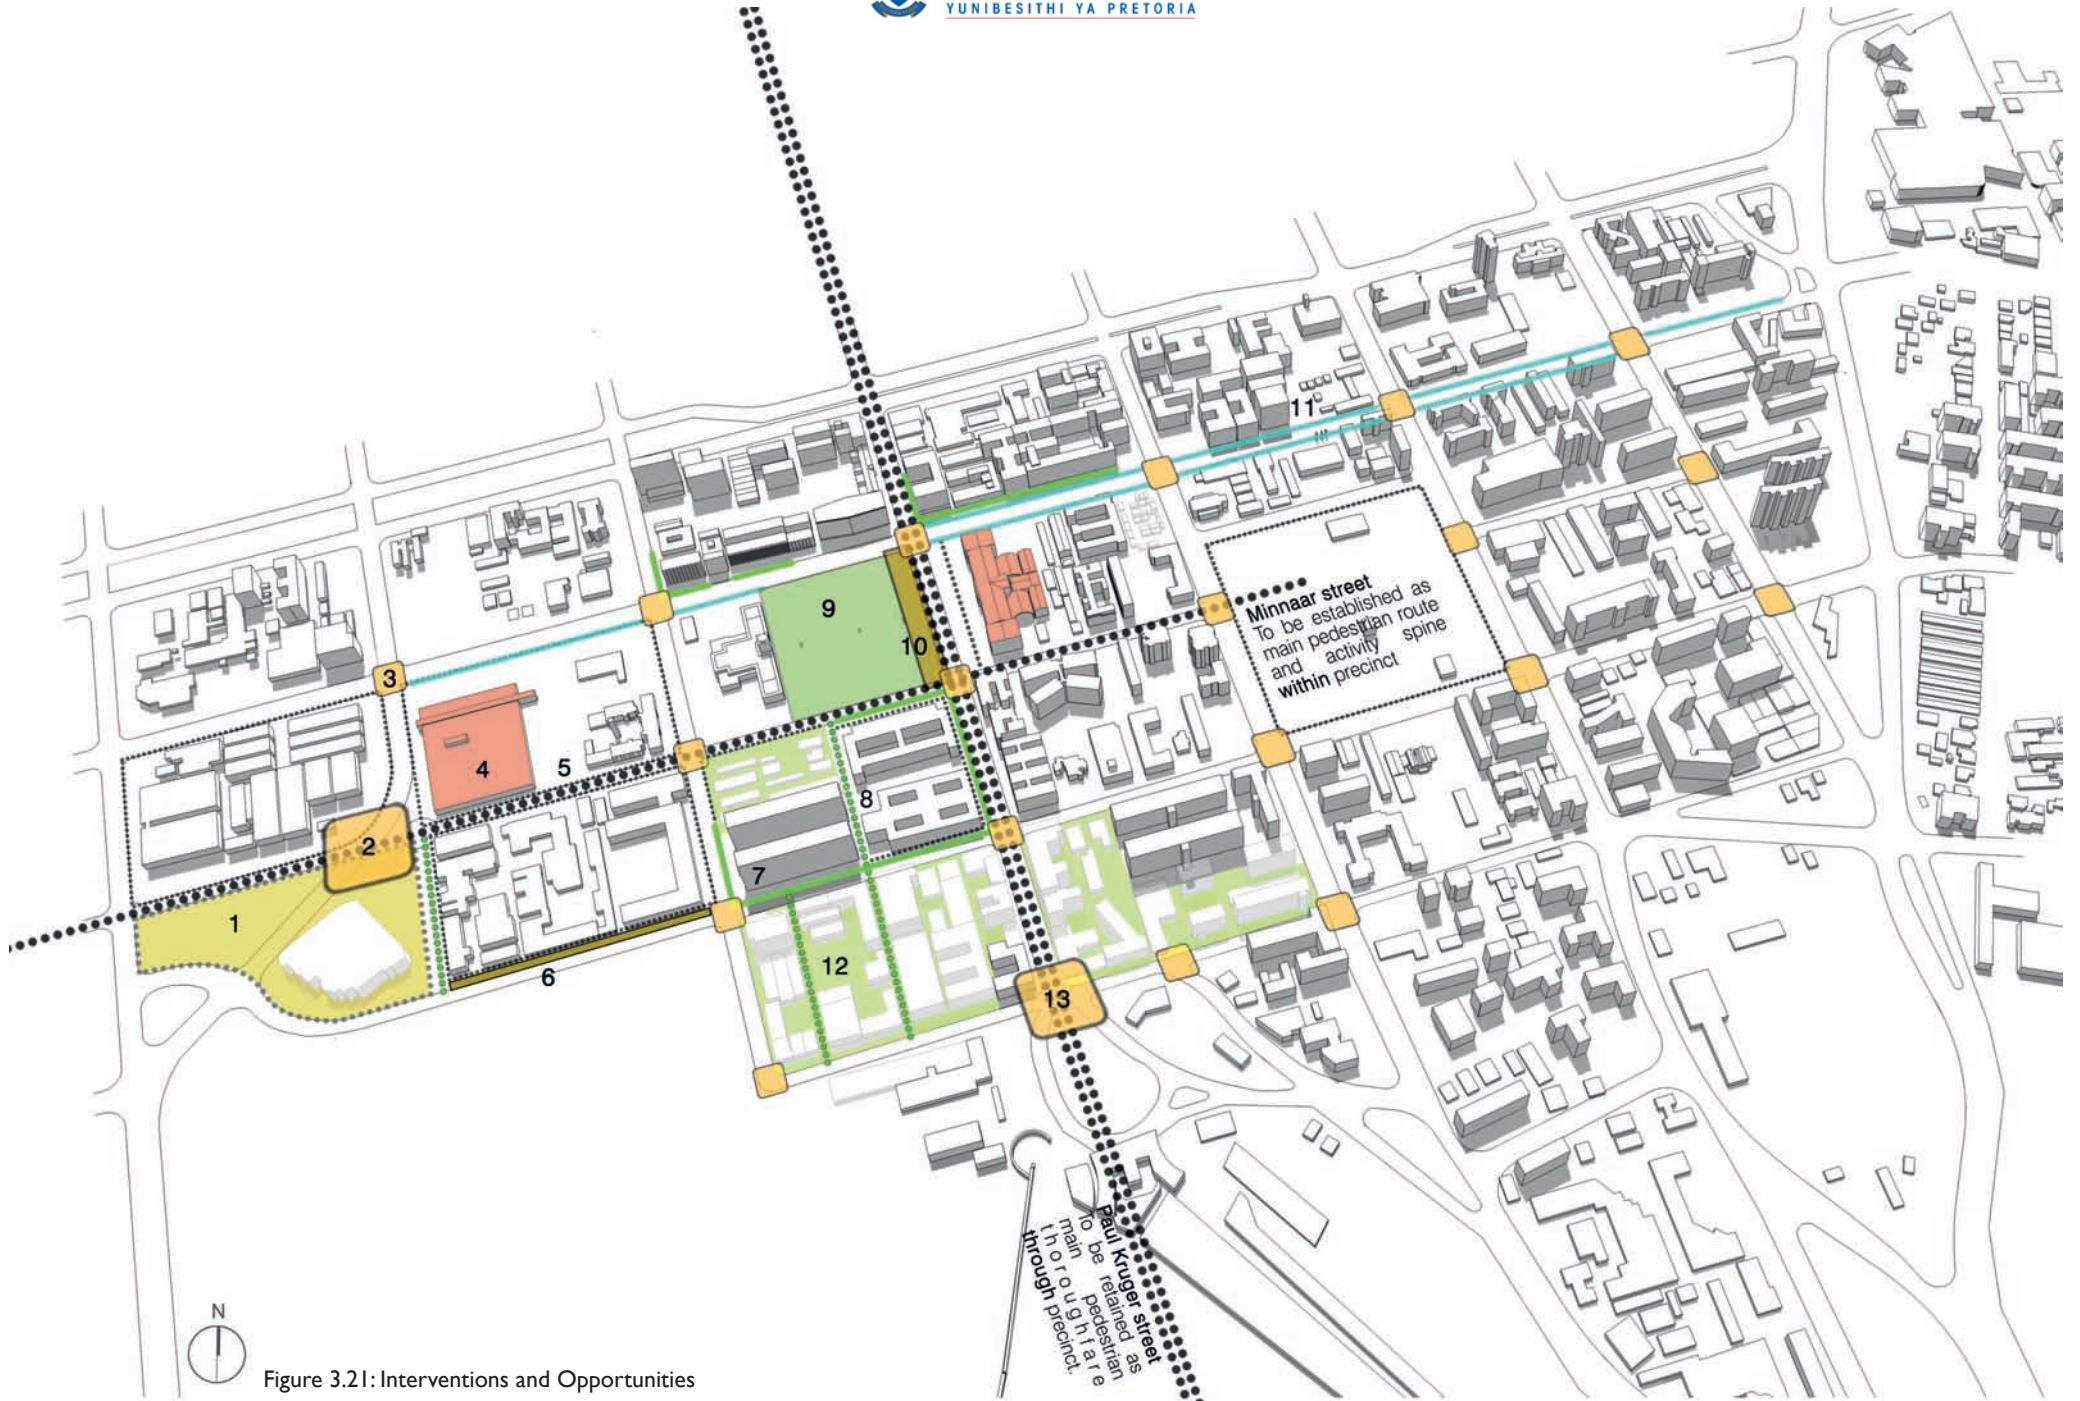 YUNIBESITHI YA PRETORIA
11
Minnaar street
To be established as
main pedestrian route
and activity spine
within precinct
9
10
3
4
5
8
7
2
1
12
6
13
Paul Kruger street
To be retained as
main pedestrian
thoroughfare
through precinct.
N
Figure 3.21: Interventions and Opportunities